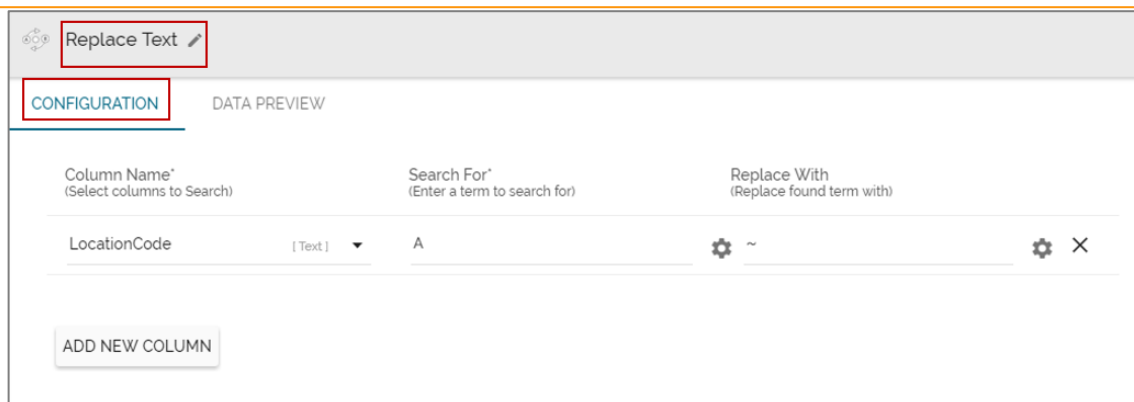 Replace Text
CONFIGURATION DATA PREVIEW
Column Name* Search For* Replace With
(Select columns to Search) (Enter a term to search for) (Replace found term with)
LocationCode [ Text ] A ~
ADD NEW COLUMN